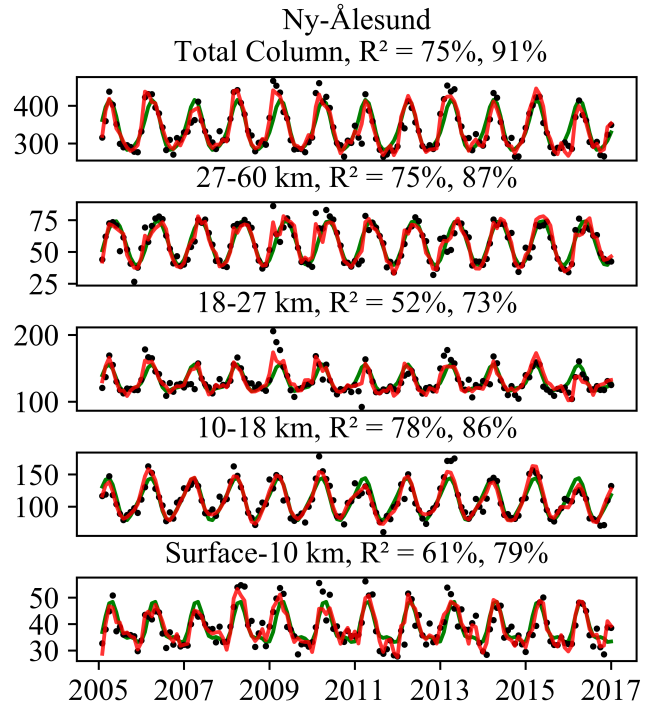 Ny-Ålesund
Total Column, R² = 75%, 91%
400
300
27-60 km, R² = 75%, 87%
75
50
25
18-27 km, R² = 52%, 73%
200
100
10-18 km, R² = 78%, 86%
150
100
Surface-10 km, R² = 61%, 79%
50
40
30
2005 2007 2009 2011 2013 2015 2017